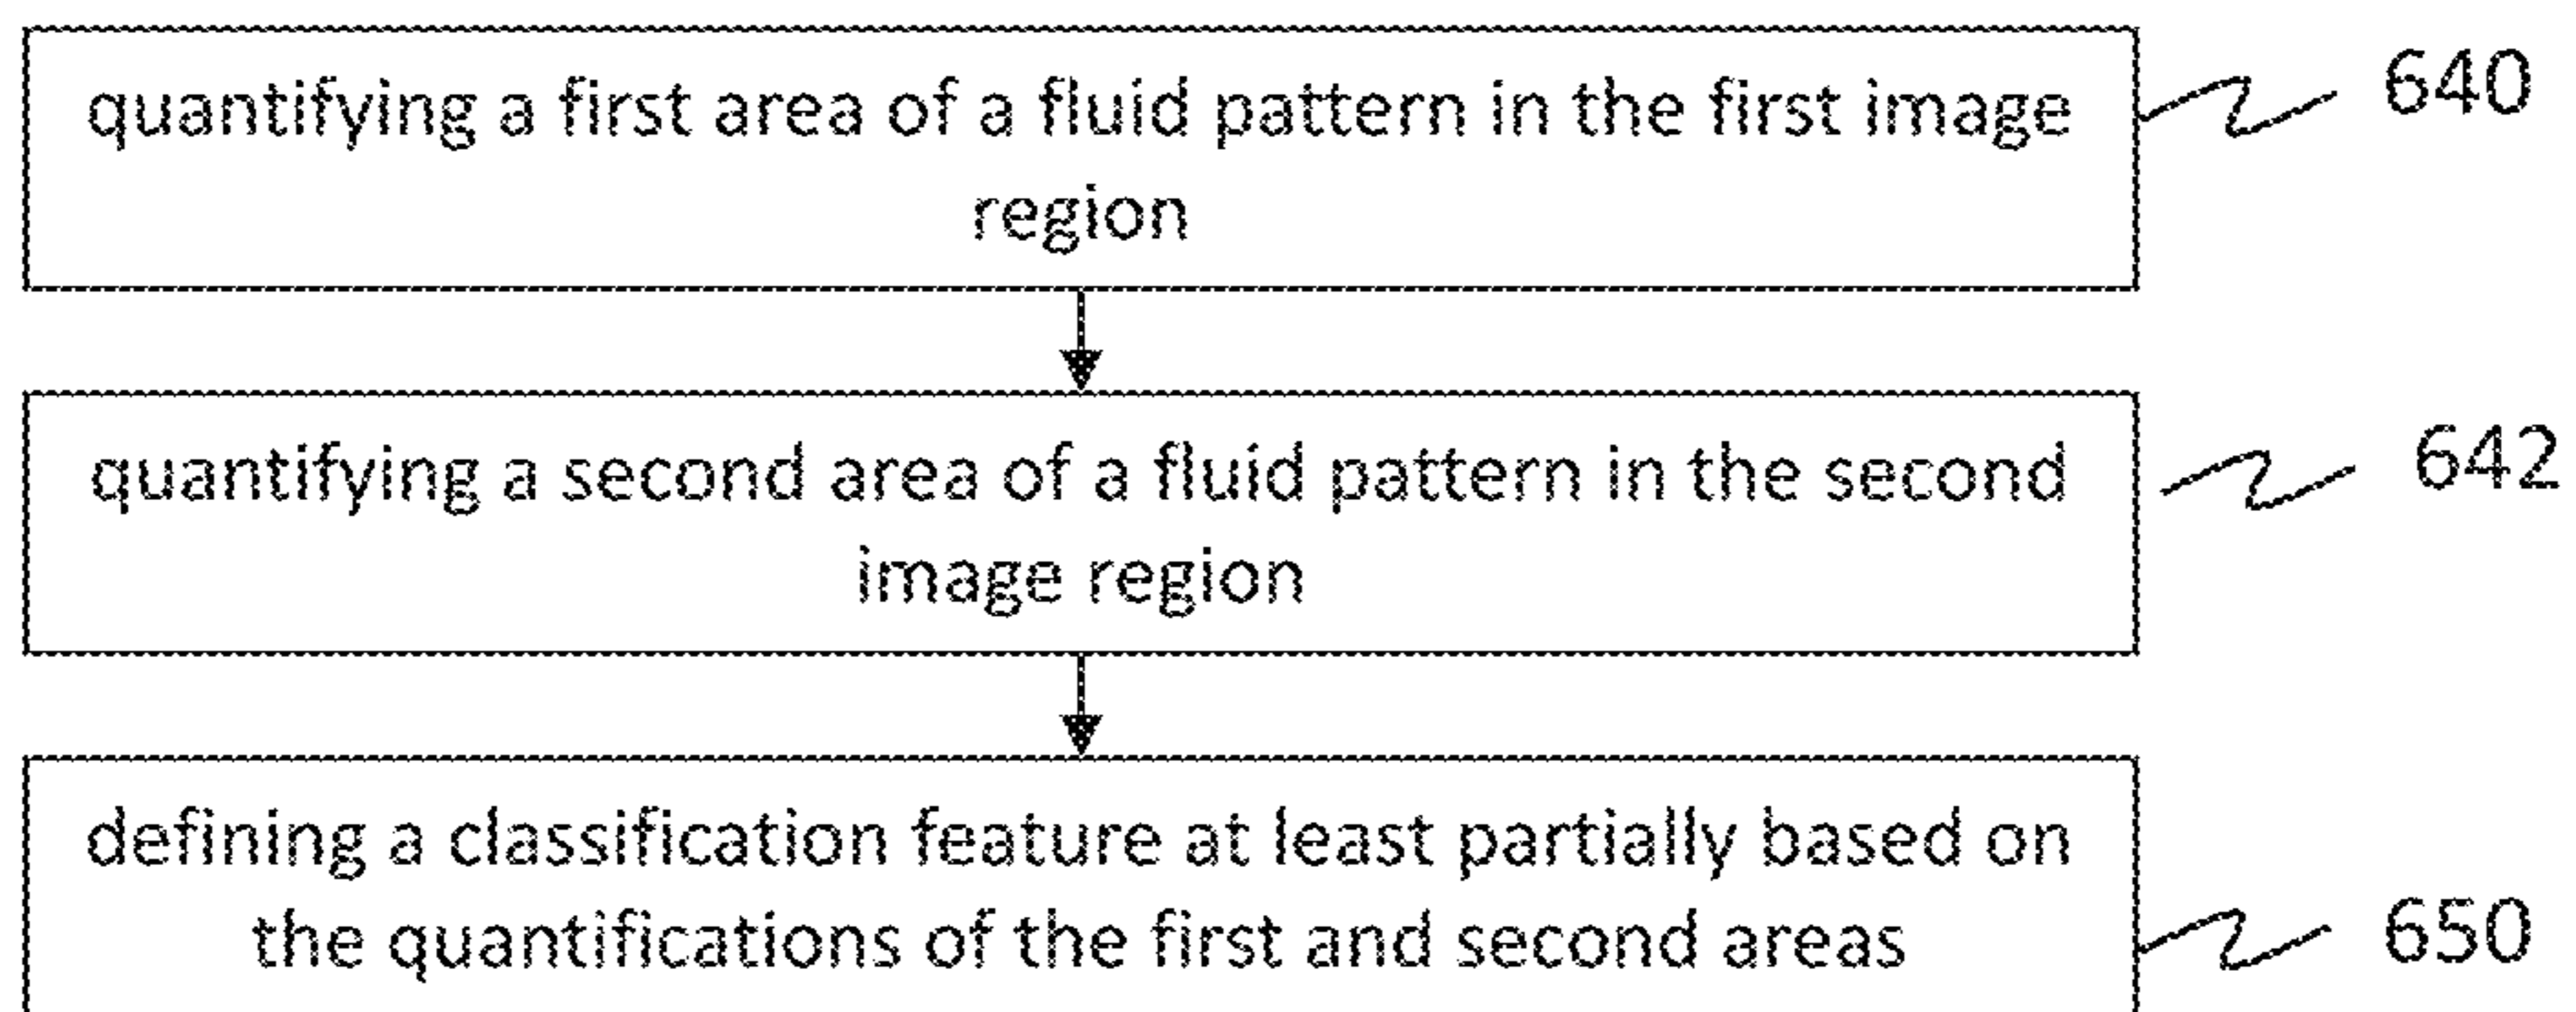 quantifying a first area of a fluid pattern in the first image
region
640
quantifying a second area of a fluid pattern in the second
image region
642
defining a classification feature at least partially based on
the quantifications of the first and second areas
650